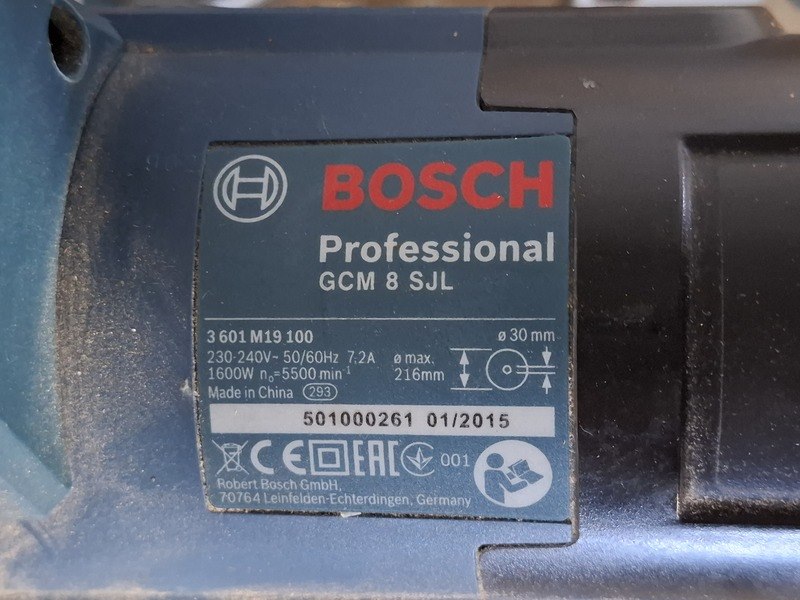 BOSCH
Professional
GCM 8 SJL
3 601 M19 100
230-240V~ 50/60Hz 7.2A
1600W n₀=5500 min⁻¹
Made in China 293
ø max.
216mm
ø 30 mm
501000261 01/2015
CE EAC 001
Robert Bosch GmbH,
70764 Leinfelden-Echterdingen, Germany